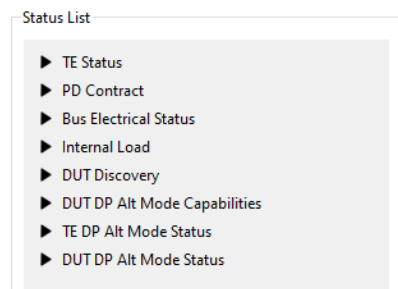 Status List
TE Status
PD Contract
Bus Electrical Status
Internal Load
DUT Discovery
DUT DP Alt Mode Capabilities
TE DP Alt Mode Status
DUT DP Alt Mode Status